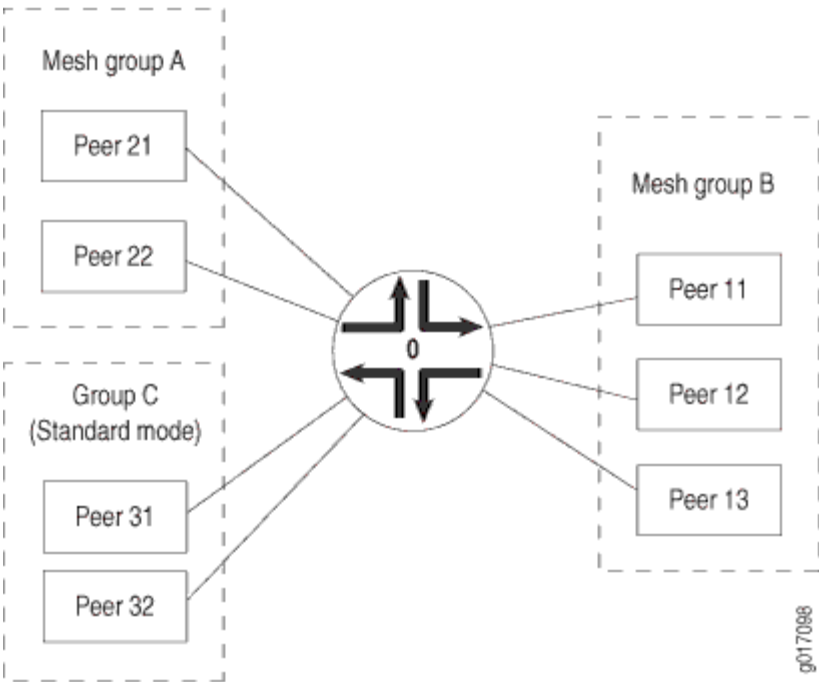 Mesh group A
Peer 21
Peer 22
Group C
(Standard mode)
Peer 31
Peer 32
0
Mesh group B
Peer 11
Peer 12
Peer 13
g017098